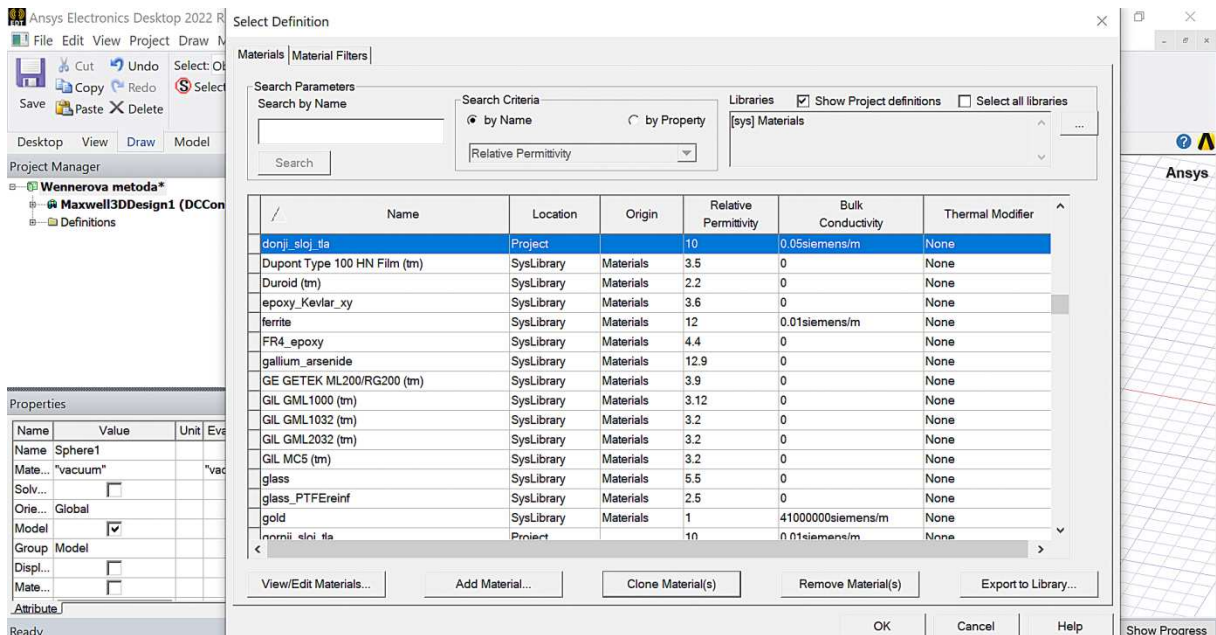 Ansys Electronics Desktop 2022 R
File Edit View Project Draw
Save
Cut
Copy
Paste
Undo
Redo
Delete
Select:
Select
Desktop View Draw Model
Project Manager
Wennerova metoda*
Maxwell3DDesign1 (DCCon
Definitions
Properties
Name Value Unit Eva
Name Sphere1
Mate... "vacuum" "vac
Solv...
Orie... Global
Model
Group Model
Displ...
Mate...
Attribute
Ready
Select Definition
Materials Material Filters
Search Parameters
Search by Name
Search
Search Criteria
by Name by Property
Relative Permittivity
Libraries Show Project definitions Select all libraries
[sys] Materials
...
/ Name Location Origin Relative Permittivity Bulk Conductivity Thermal Modifier
donji_sloj_tla Project 10 0.05siemens/m None
Dupont Type 100 HN Film (tm) SysLibrary Materials 3.5 0 None
Duroid (tm) SysLibrary Materials 2.2 0 None
epoxy_Kevlar_xy SysLibrary Materials 3.6 0 None
ferrite SysLibrary Materials 12 0.01siemens/m None
FR4_epoxy SysLibrary Materials 4.4 0 None
gallium_arsenide SysLibrary Materials 12.9 0 None
GE GETEK ML200/RG200 (tm) SysLibrary Materials 3.9 0 None
GIL GML1000 (tm) SysLibrary Materials 3.12 0 None
GIL GML1032 (tm) SysLibrary Materials 3.2 0 None
GIL GML2032 (tm) SysLibrary Materials 3.2 0 None
GIL MC5 (tm) SysLibrary Materials 3.2 0 None
glass SysLibrary Materials 5.5 0 None
glass_PTFEreinf SysLibrary Materials 2.5 0 None
gold SysLibrary Materials 1 41000000siemens/m None
gornji_sloj_tla Project 10 0.01siemens/m None
View/Edit Materials... Add Material... Clone Material(s) Remove Material(s) Export to Library...
OK Cancel Help
Ansys
Show Progress